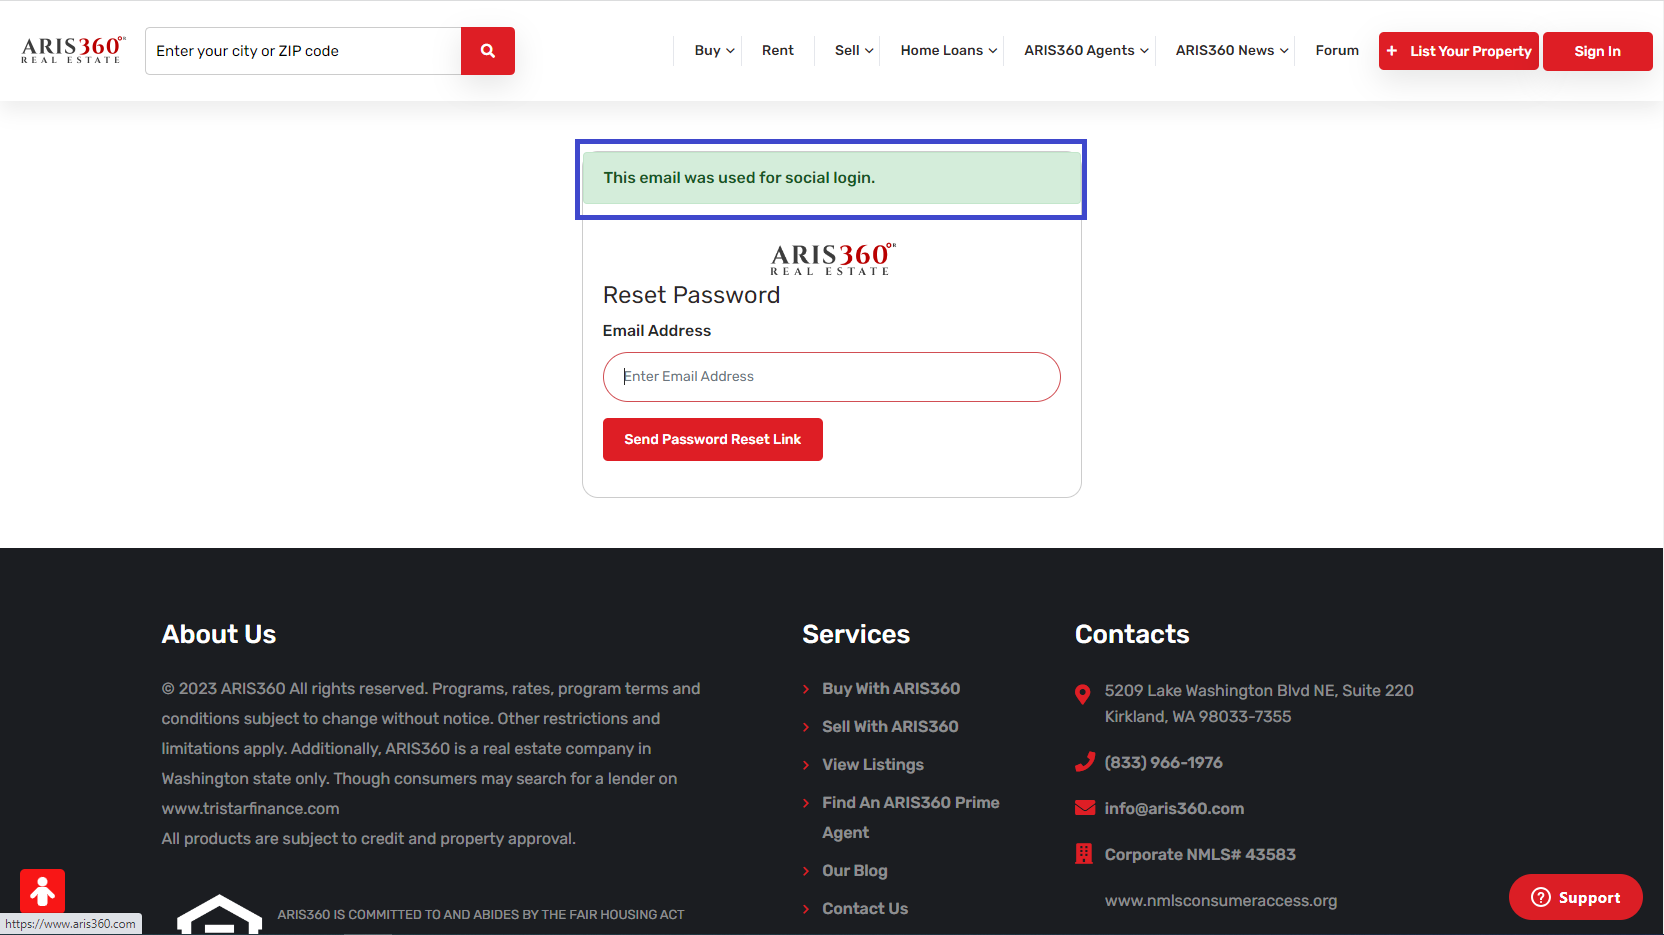 ARIS360°R
REAL ESTATE
Enter your city or ZIP code
Buy
Rent
Sell
Home Loans
ARIS360 Agents
ARIS360 News
Forum
+ List Your Property
Sign In
This email was used for social login.
ARIS360°R
REAL ESTATE
Reset Password
Email Address
Enter Email Address
Send Password Reset Link
About Us
© 2023 ARIS360 All rights reserved. Programs, rates, program terms and
conditions subject to change without notice. Other restrictions and
limitations apply. Additionally, ARIS360 is a real estate company in
Washington state only. Though consumers may search for a lender on
www.tristarfinance.com
All products are subject to credit and property approval.
ARIS360 IS COMMITTED TO AND ABIDES BY THE FAIR HOUSING ACT
Services
Buy With ARIS360
Sell With ARIS360
View Listings
Find An ARIS360 Prime
Agent
Our Blog
Contact Us
Contacts
5209 Lake Washington Blvd NE, Suite 220
Kirkland, WA 98033-7355
(833) 966-1976
info@aris360.com
Corporate NMLS# 43583
www.nmlsconsumeraccess.org
Support
https://www.aris360.com